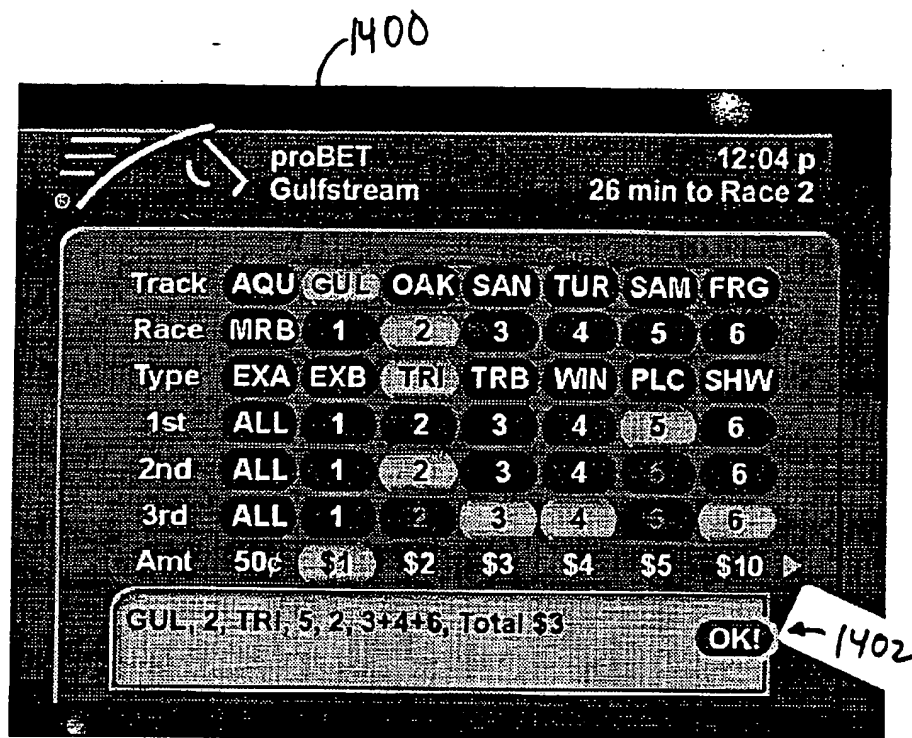 1400
®
proBET 12:04 p
Gulfstream 26 min to Race 2
Track AQU GUL OAK SAN TUR SAM FRG
Race MRB 1 2 3 4 5 6
Type EXA EXB TRI TRB WIN PLC SHW
1st ALL 1 2 3 4 5 6
2nd ALL 1 2 3 4 5 6
3rd ALL 1 2 3 4 5 6
Amt 50¢ $1 $2 $3 $4 $5 $10
GUL, 2, TRI, 5, 2, 3+4+6, Total $3
OK! 1402